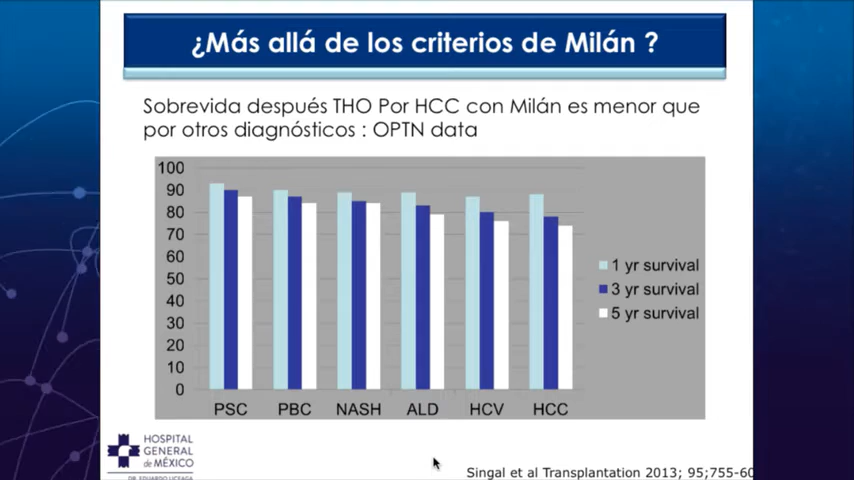 ¿Más allá de los criterios de Milán ?
Sobrevida después THO Por HCC con Milán es menor que
por otros diagnósticos : OPTN data
100
90
80
70
60
50
40
30
20
10
0
PSC PBC NASH ALD HCV HCC
1 yr survival
3 yr survival
5 yr survival
HOSPITAL
GENERAL
de MÉXICO
DR. EDUARDO LICEAGA
Singal et al Transplantation 2013; 95;755-60